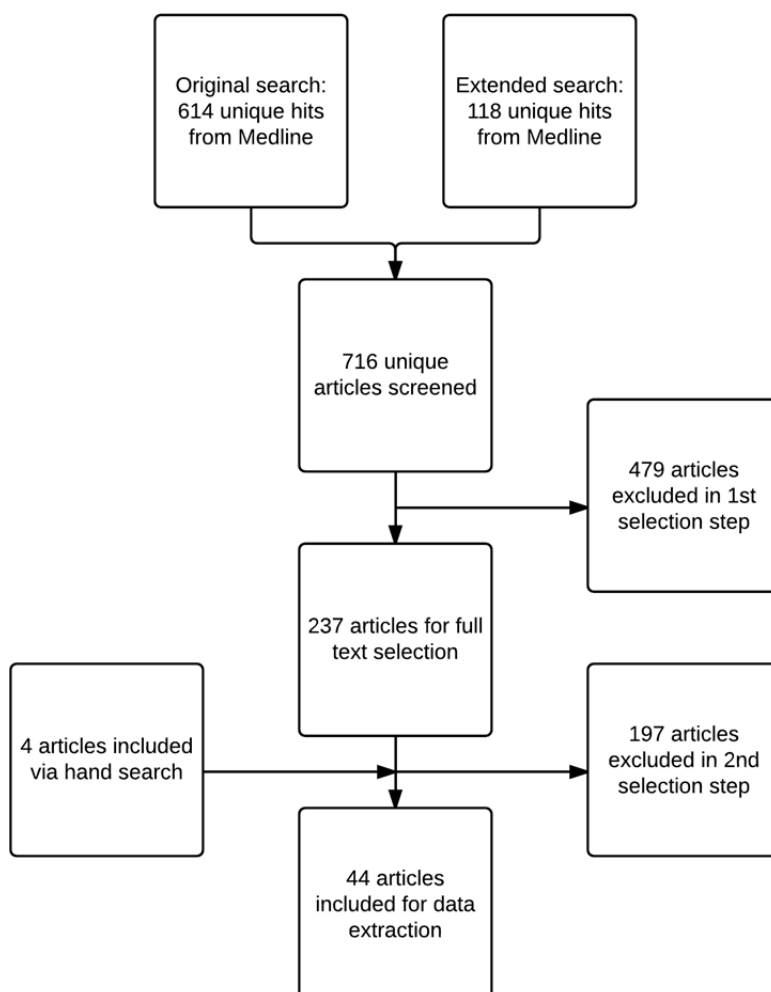 Original search:
614 unique hits
from Medline
Extended search:
118 unique hits
from Medline
716 unique
articles screened
479 articles
excluded in 1st
selection step
237 articles for full
text selection
4 articles included
via hand search
197 articles
excluded in 2nd
selection step
44 articles
included for data
extraction